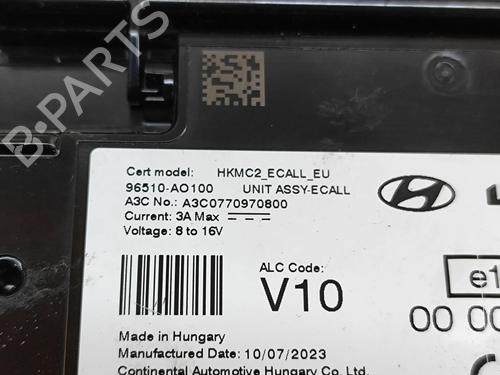 B-PARTS
Cert model: HKMC2_ECALL_EU
96510-AO100 UNIT ASSY-ECALL
A3C No.: A3C0770970800
Current: 3A Max
Voltage: 8 to 16V
ALC Code:
V10
e1
00 00
Made in Hungary
Manufactured Date: 10/07/2023
Continental Automotive Hungary Co. Ltd.